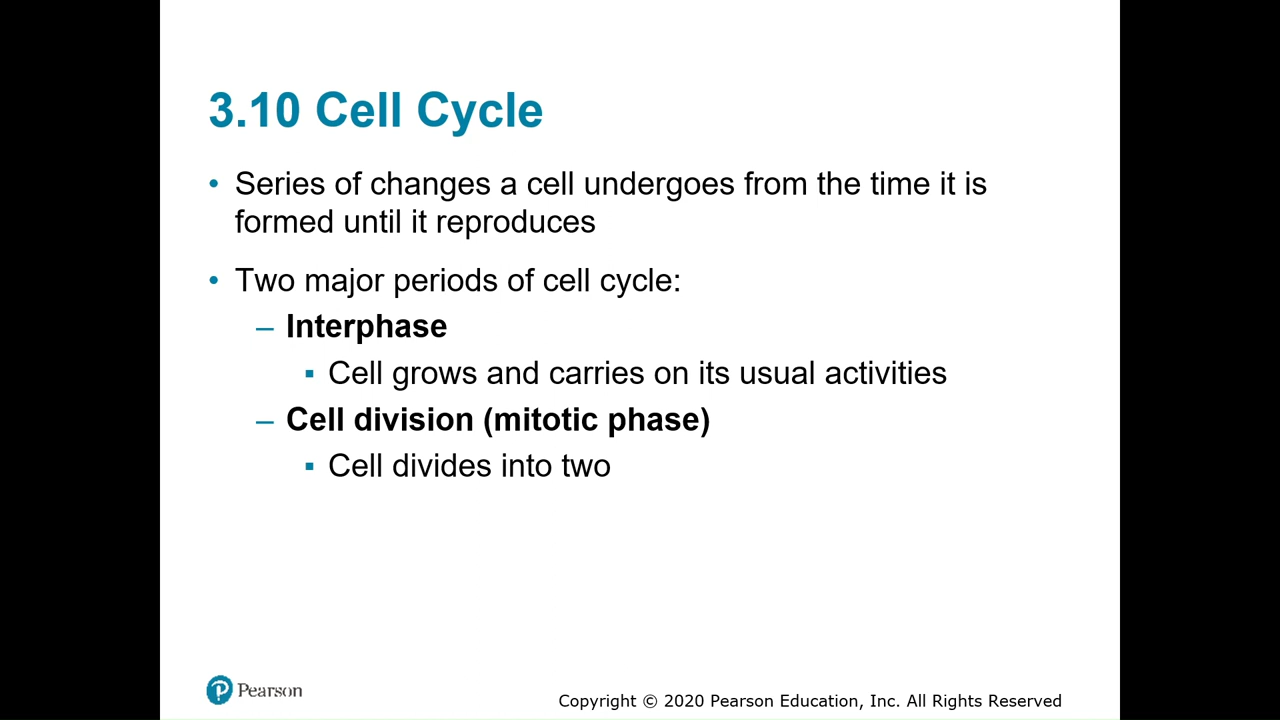 3.10 Cell Cycle
• Series of changes a cell undergoes from the time it is
formed until it reproduces
• Two major periods of cell cycle:
– Interphase
▪ Cell grows and carries on its usual activities
– Cell division (mitotic phase)
▪ Cell divides into two
Pearson
Copyright © 2020 Pearson Education, Inc. All Rights Reserved